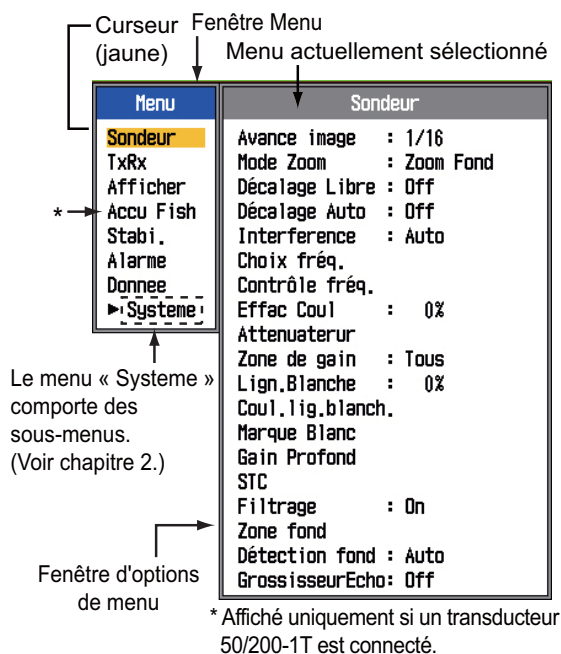 Curseur
(jaune)
Fenêtre Menu
Menu actuellement sélectionné
Menu
Sondeur
TxRx
Afficher
* Accu Fish
Stabi.
Alarme
Donnee
►Systeme
Le menu « Systeme »
comporte des
sous-menus.
(Voir chapitre 2.)
Sondeur
Avance image : 1/16
Mode Zoom : Zoom Fond
Décalage Libre : Off
Décalage Auto : Off
Interference : Auto
Choix fréq.
Contrôle fréq.
Effac Coul : 0%
Attenuaterur
Zone de gain : Tous
Lign.Blanche : 0%
Coul.lig.blanch.
Marque Blanc
Gain Profond
STC
Filtrage : On
Zone fond
Détection fond : Auto
GrossisseurEcho: Off
Fenêtre d'options
de menu
* Affiché uniquement si un transducteur
50/200-1T est connecté.